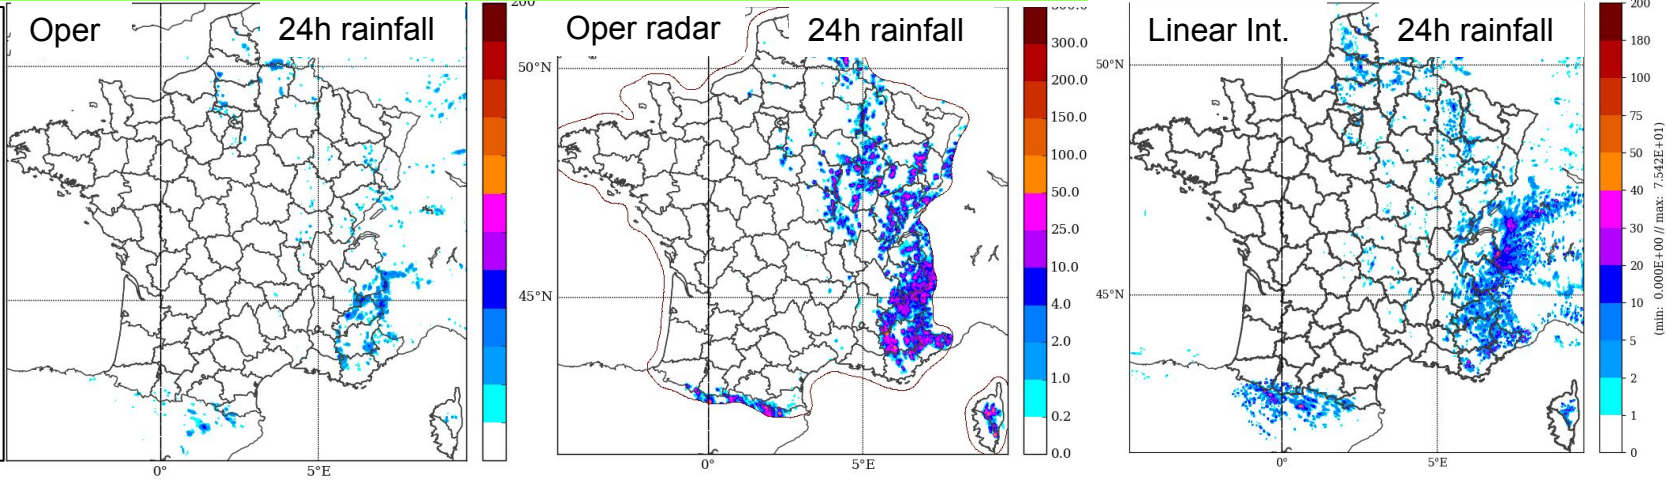 Oper
24h rainfall
200
0°
5°E
Oper radar
24h rainfall
50°N
45°N
0°
5°E
300.0
200.0
150.0
100.0
50.0
25.0
10.0
4.0
2.0
1.0
0.2
0.0
Linear Int.
24h rainfall
50°N
45°N
0°
5°E
200
180
100
75
50
40
30
20
10
5
2
1
0
(min: 0.000E+00 // max: 7.542E+01)